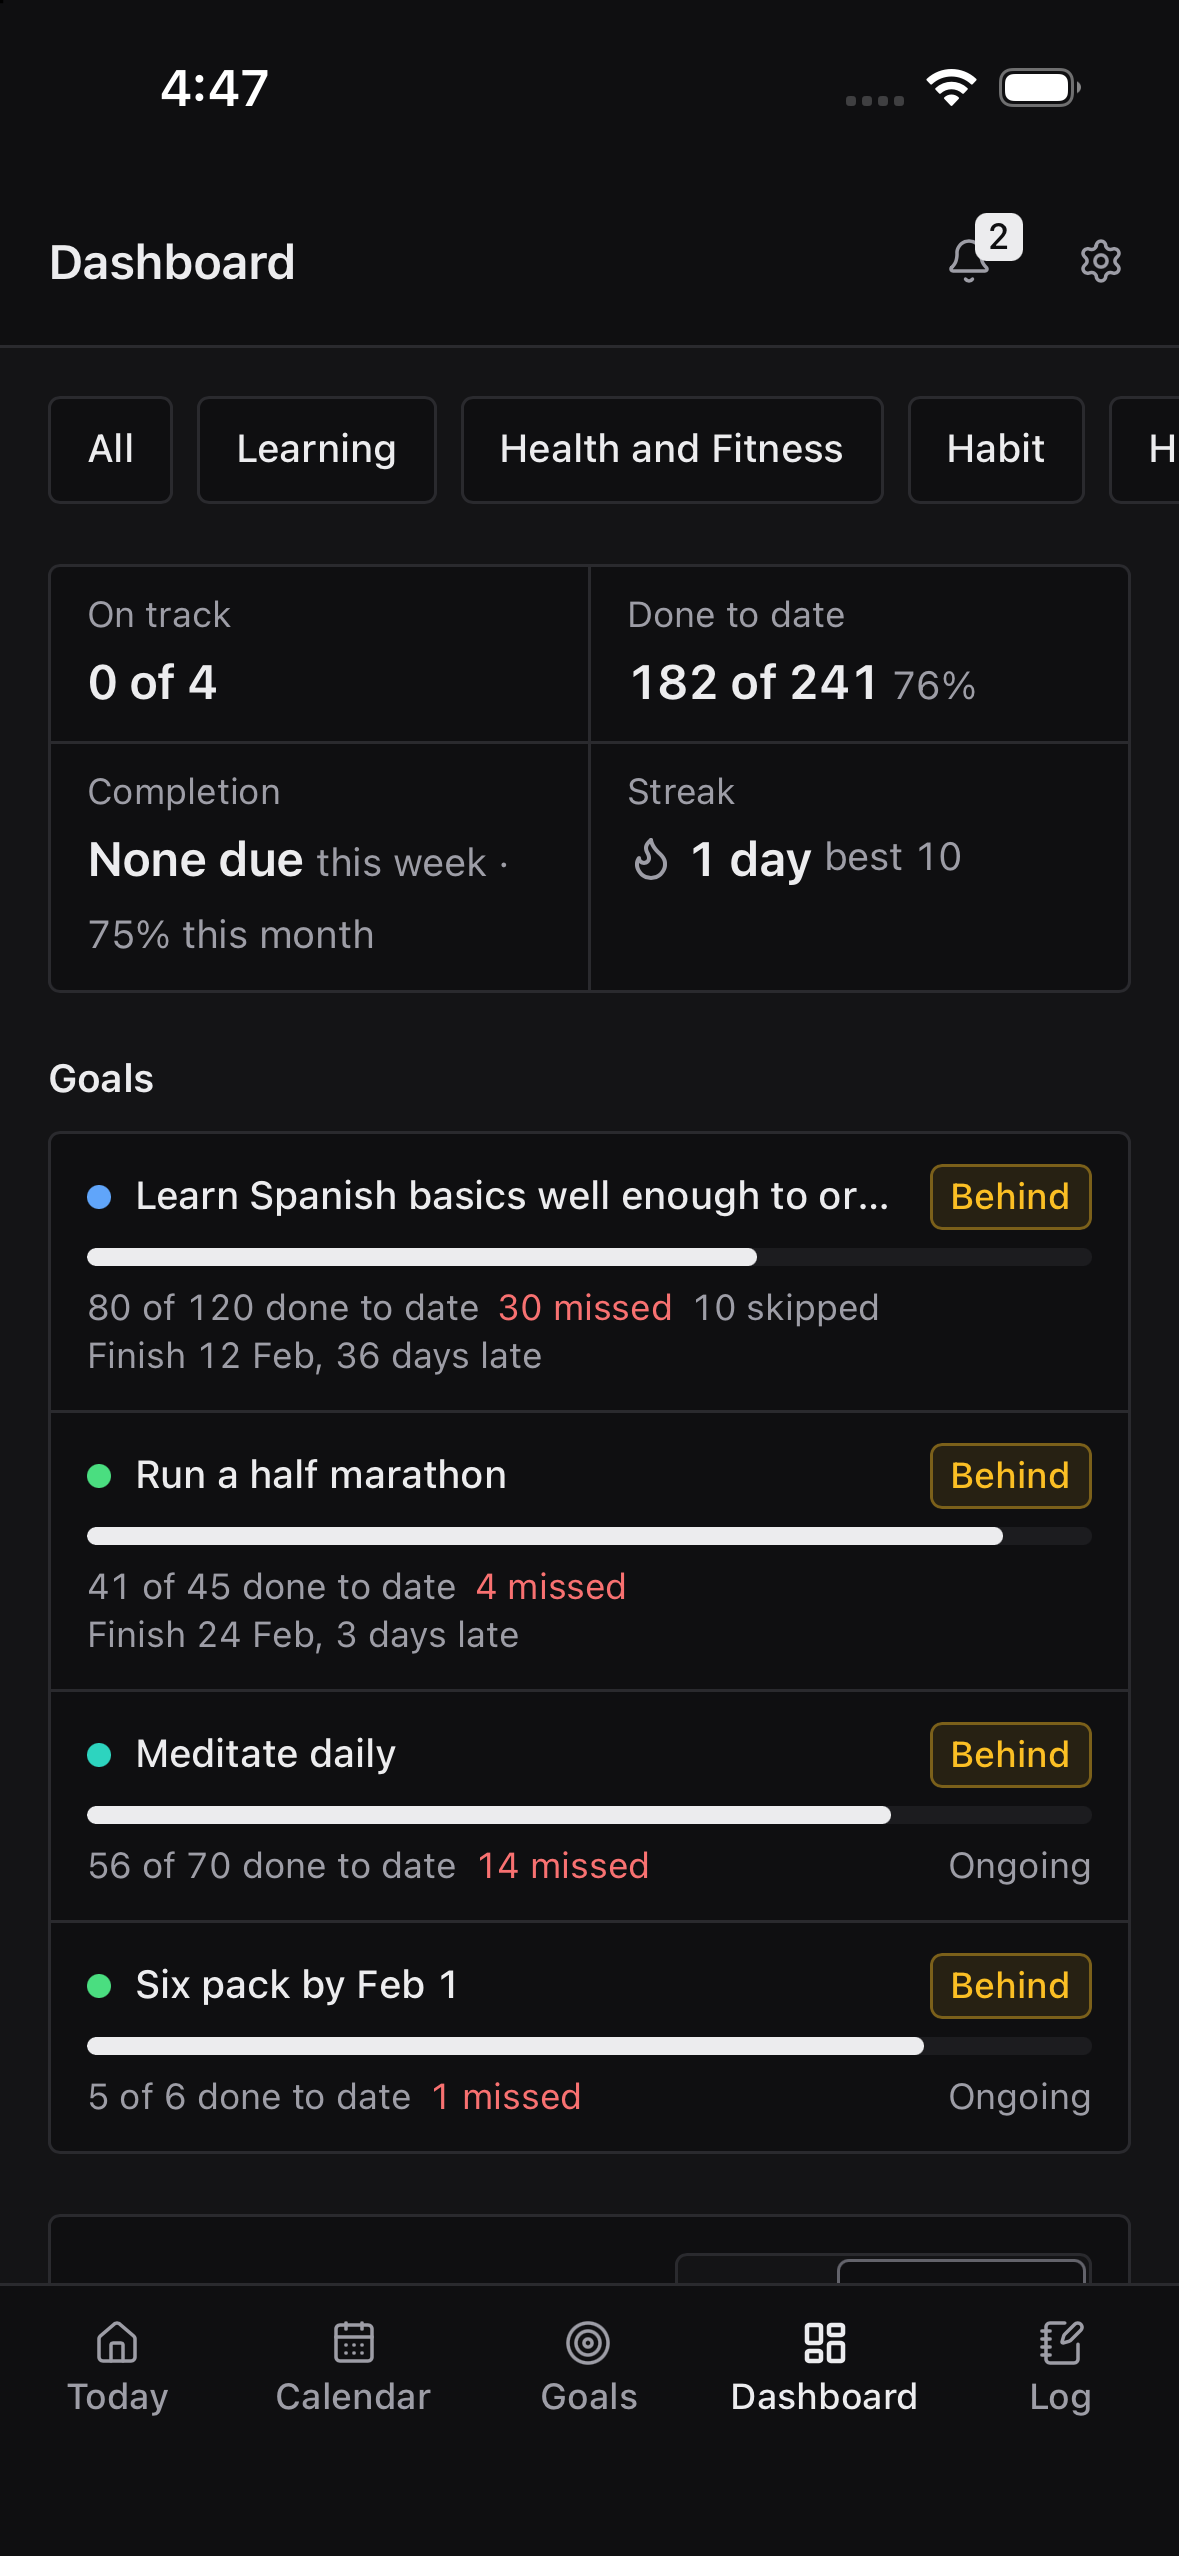 4:47
Dashboard
2
All
Learning
Health and Fitness
Habit
H
On track
0 of 4
Done to date
182 of 241 76%
Completion
None due this week ·
75% this month
Streak
1 day best 10
Goals
Learn Spanish basics well enough to or...
Behind
80 of 120 done to date 30 missed 10 skipped
Finish 12 Feb, 36 days late
Run a half marathon
Behind
41 of 45 done to date 4 missed
Finish 24 Feb, 3 days late
Meditate daily
Behind
56 of 70 done to date 14 missed
Ongoing
Six pack by Feb 1
Behind
5 of 6 done to date 1 missed
Ongoing
Today
Calendar
Goals
Dashboard
Log